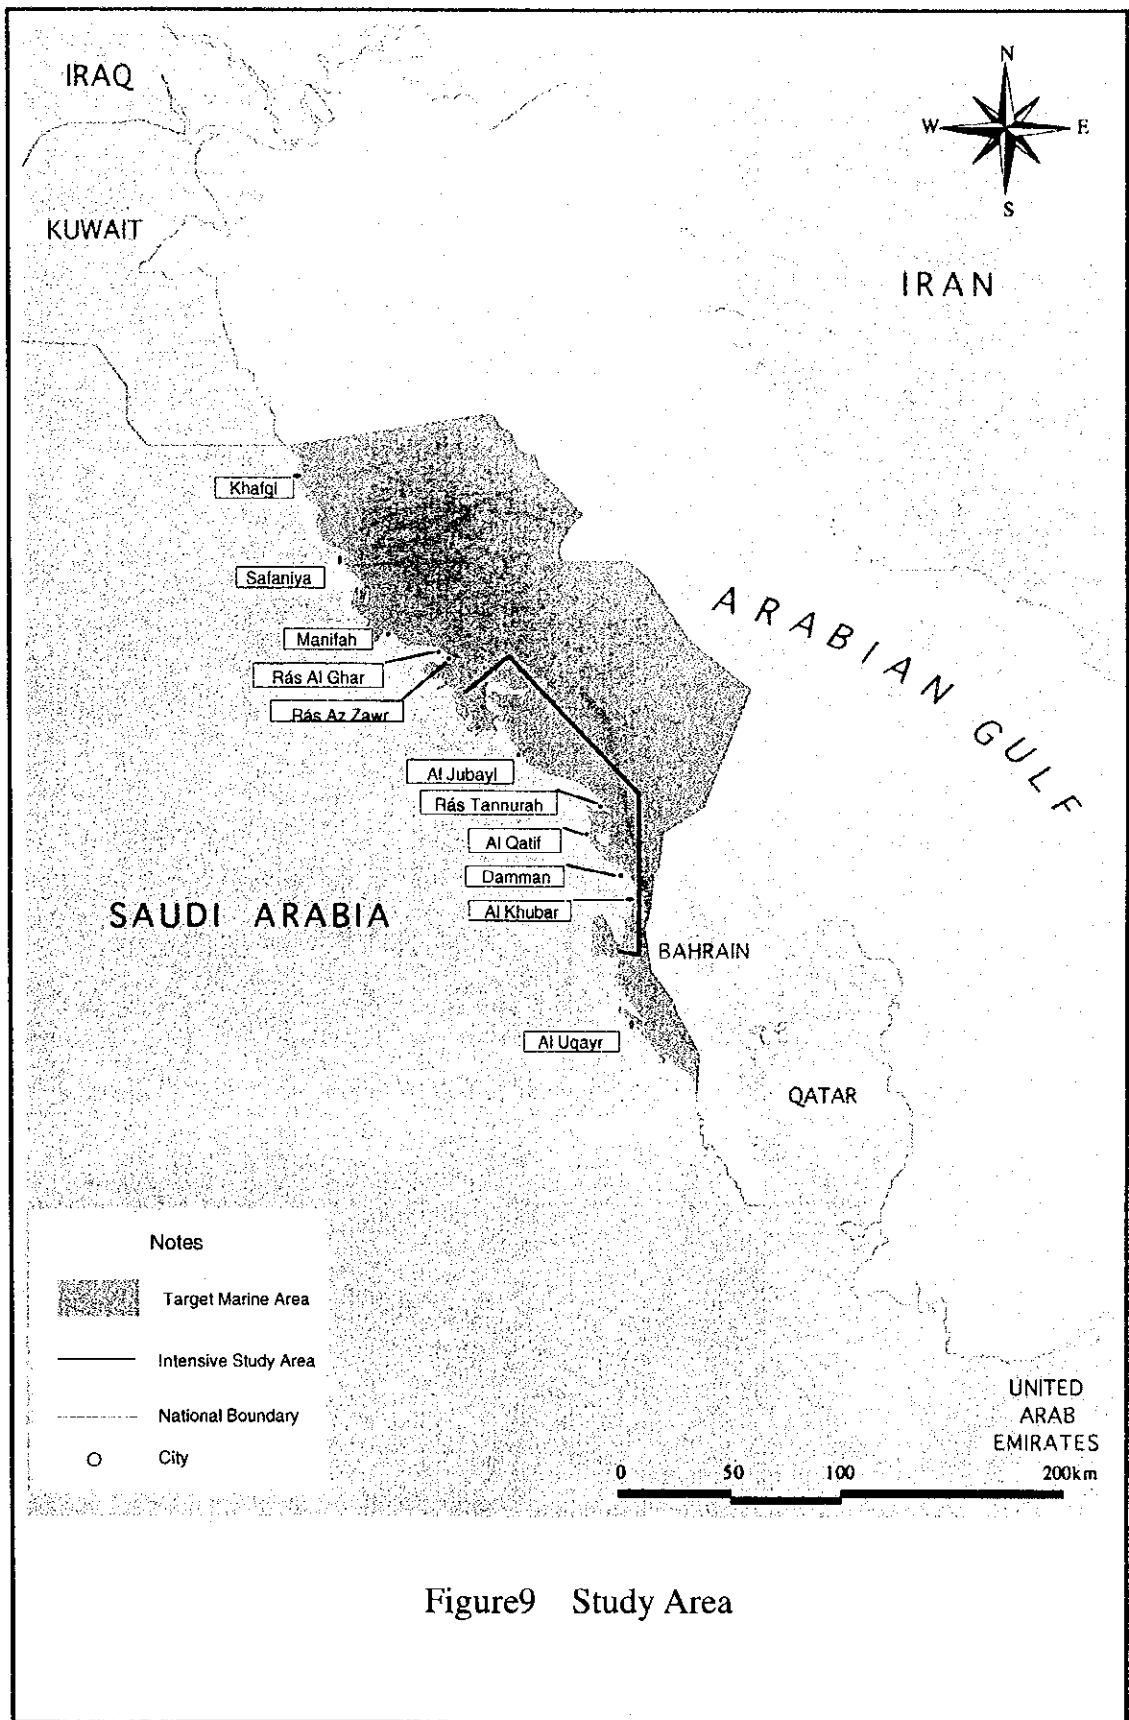 IRAQ
N
W
E
S
KUWAIT
IRAN
Khafgi
Safaniya
ARABIAN GULF
Manifah
Rás Al Ghar
Rás Az Zawr
Al Jubayl
Rás Tannurah
Al Qatif
Damman
Al Khubar
SAUDI ARABIA
BAHRAIN
Al Uqayr
QATAR
Notes
Target Marine Area
Intensive Study Area
National Boundary
City
UNITED
ARAB
EMIRATES
0 50 100 200km
Figure9 Study Area